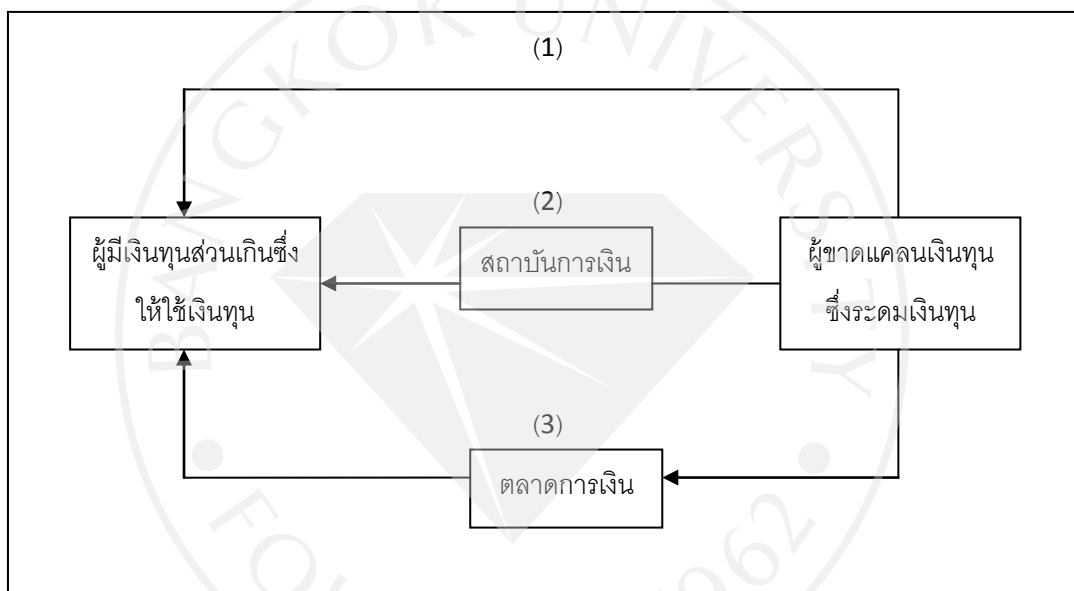 (1)
(2)
ผู้มีเงินทุนส่วนเกินซึ่ง
ให้ใช้เงินทุน
สถาบันการเงิน
ผู้ขาดแคลนเงินทุน
ซึ่งระดมเงินทุน
(3)
ตลาดการเงิน
BANGKOK UNIVERSITY
1962